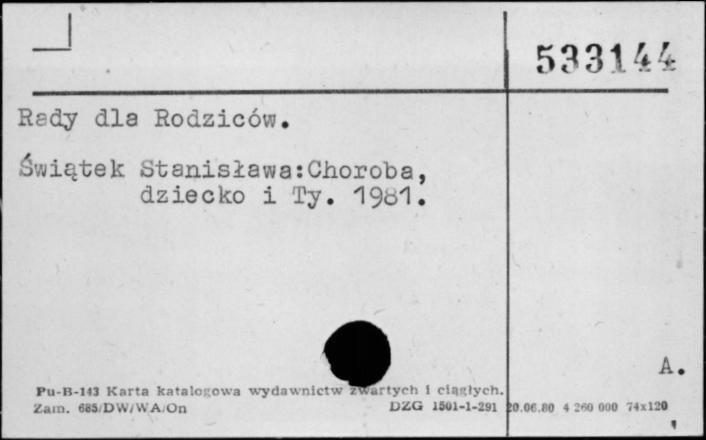 533144
Rady dla Rodziców.
Świątek Stanisława:Choroba,
dziecko i Ty. 1981.
A.
Pu-B-143 Karta katalogowa wydawnictw zwartych i ciągłych.
Zam. 685/DW/WA/On DZG 1501-1-291 20.06.80 4 260 000 74x120